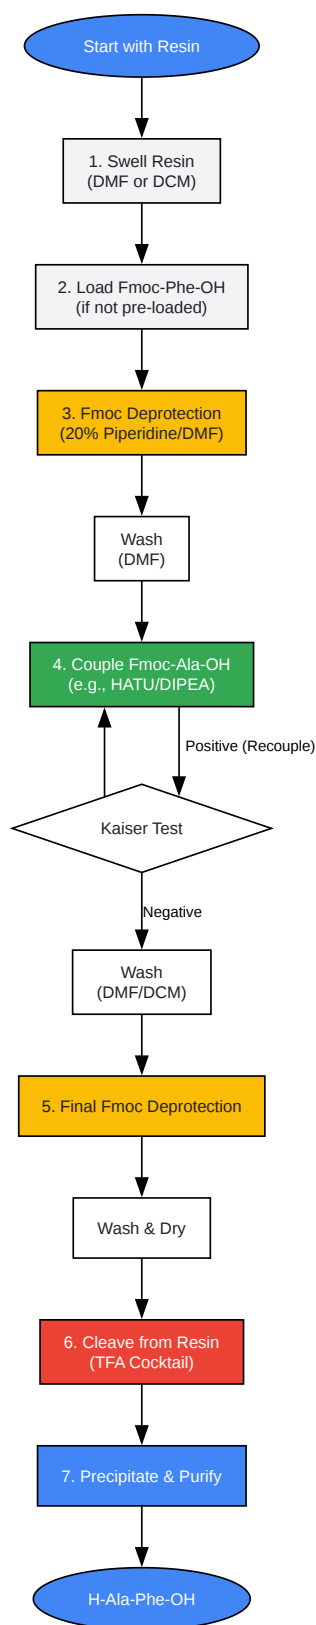 Start with Resin
1. Swell Resin
(DMF or DCM)
2. Load Fmoc-Phe-OH
(if not pre-loaded)
3. Fmoc Deprotection
(20% Piperidine/DMF)
Wash
(DMF)
4. Couple Fmoc-Ala-OH
(e.g., HATU/DIPEA)
Positive (Recouple)
Kaiser Test
Negative
Wash
(DMF/DCM)
5. Final Fmoc Deprotection
Wash & Dry
6. Cleave from Resin
(TFA Cocktail)
7. Precipitate & Purify
H-Ala-Phe-OH